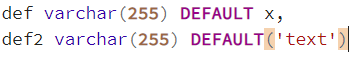 def varchar(255) DEFAULT x,
def2 varchar(255) DEFAULT('text')